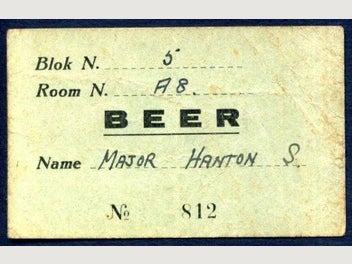 Blok N. 5
Room N. A8.
BEER
Name MAJOR HANTON S.
№ 812